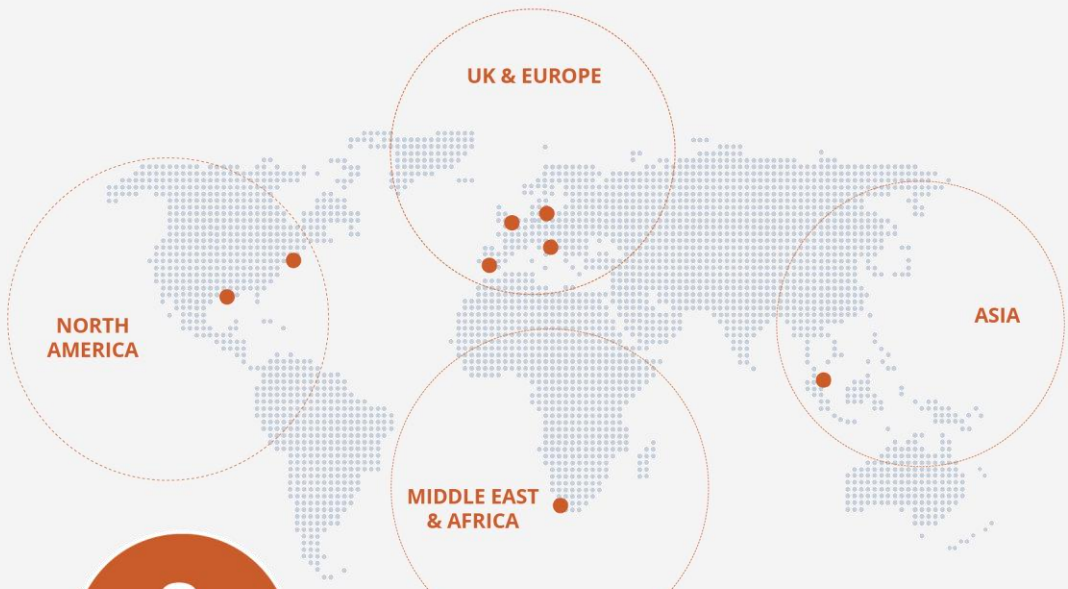 UK & EUROPE
NORTH
AMERICA
ASIA
MIDDLE EAST
& AFRICA